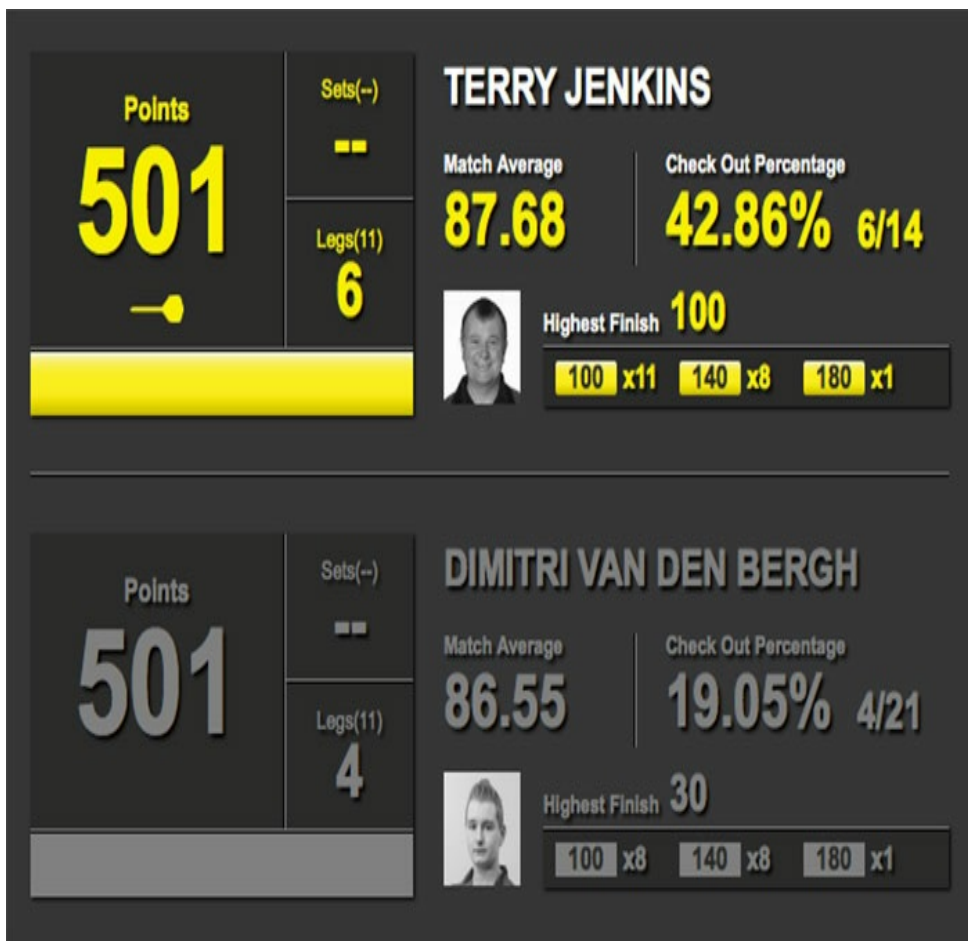 TERRY JENKINS
Points
501
Sets(--)
--
Legs(11)
6
Match Average
87.68
Check Out Percentage
42.86% 6/14
Highest Finish 100
100 x11 140 x8 180 x1
DIMITRI VAN DEN BERGH
Points
501
Sets(--)
--
Legs(11)
4
Match Average
86.55
Check Out Percentage
19.05% 4/21
Highest Finish 30
100 x8 140 x8 180 x1